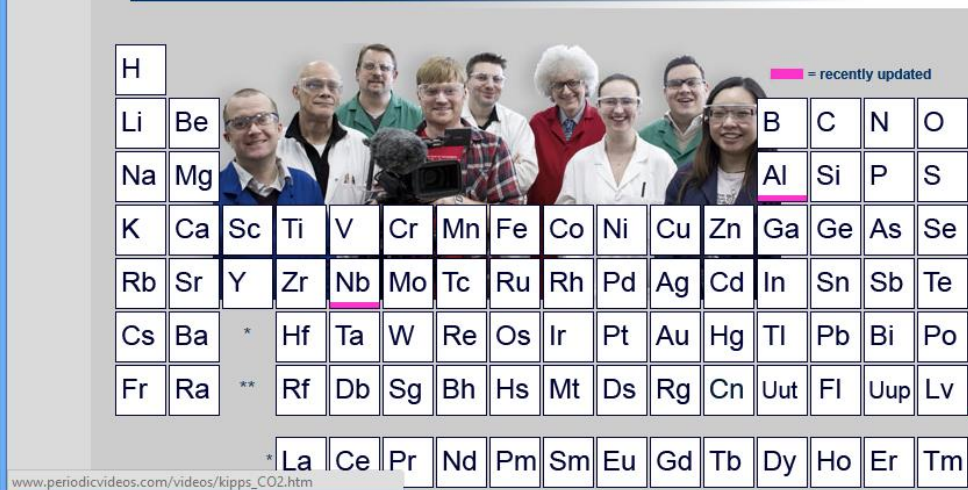 H
= recently updated
Li Be B C N O
Na Mg Al Si P S
K Ca Sc Ti V Cr Mn Fe Co Ni Cu Zn Ga Ge As Se
Rb Sr Y Zr Nb Mo Tc Ru Rh Pd Ag Cd In Sn Sb Te
Cs Ba * Hf Ta W Re Os Ir Pt Au Hg Tl Pb Bi Po
Fr Ra ** Rf Db Sg Bh Hs Mt Ds Rg Cn Uut Fl Uup Lv
* La Ce Pr Nd Pm Sm Eu Gd Tb Dy Ho Er Tm
www.periodicvideos.com/videos/kipps_CO2.htm